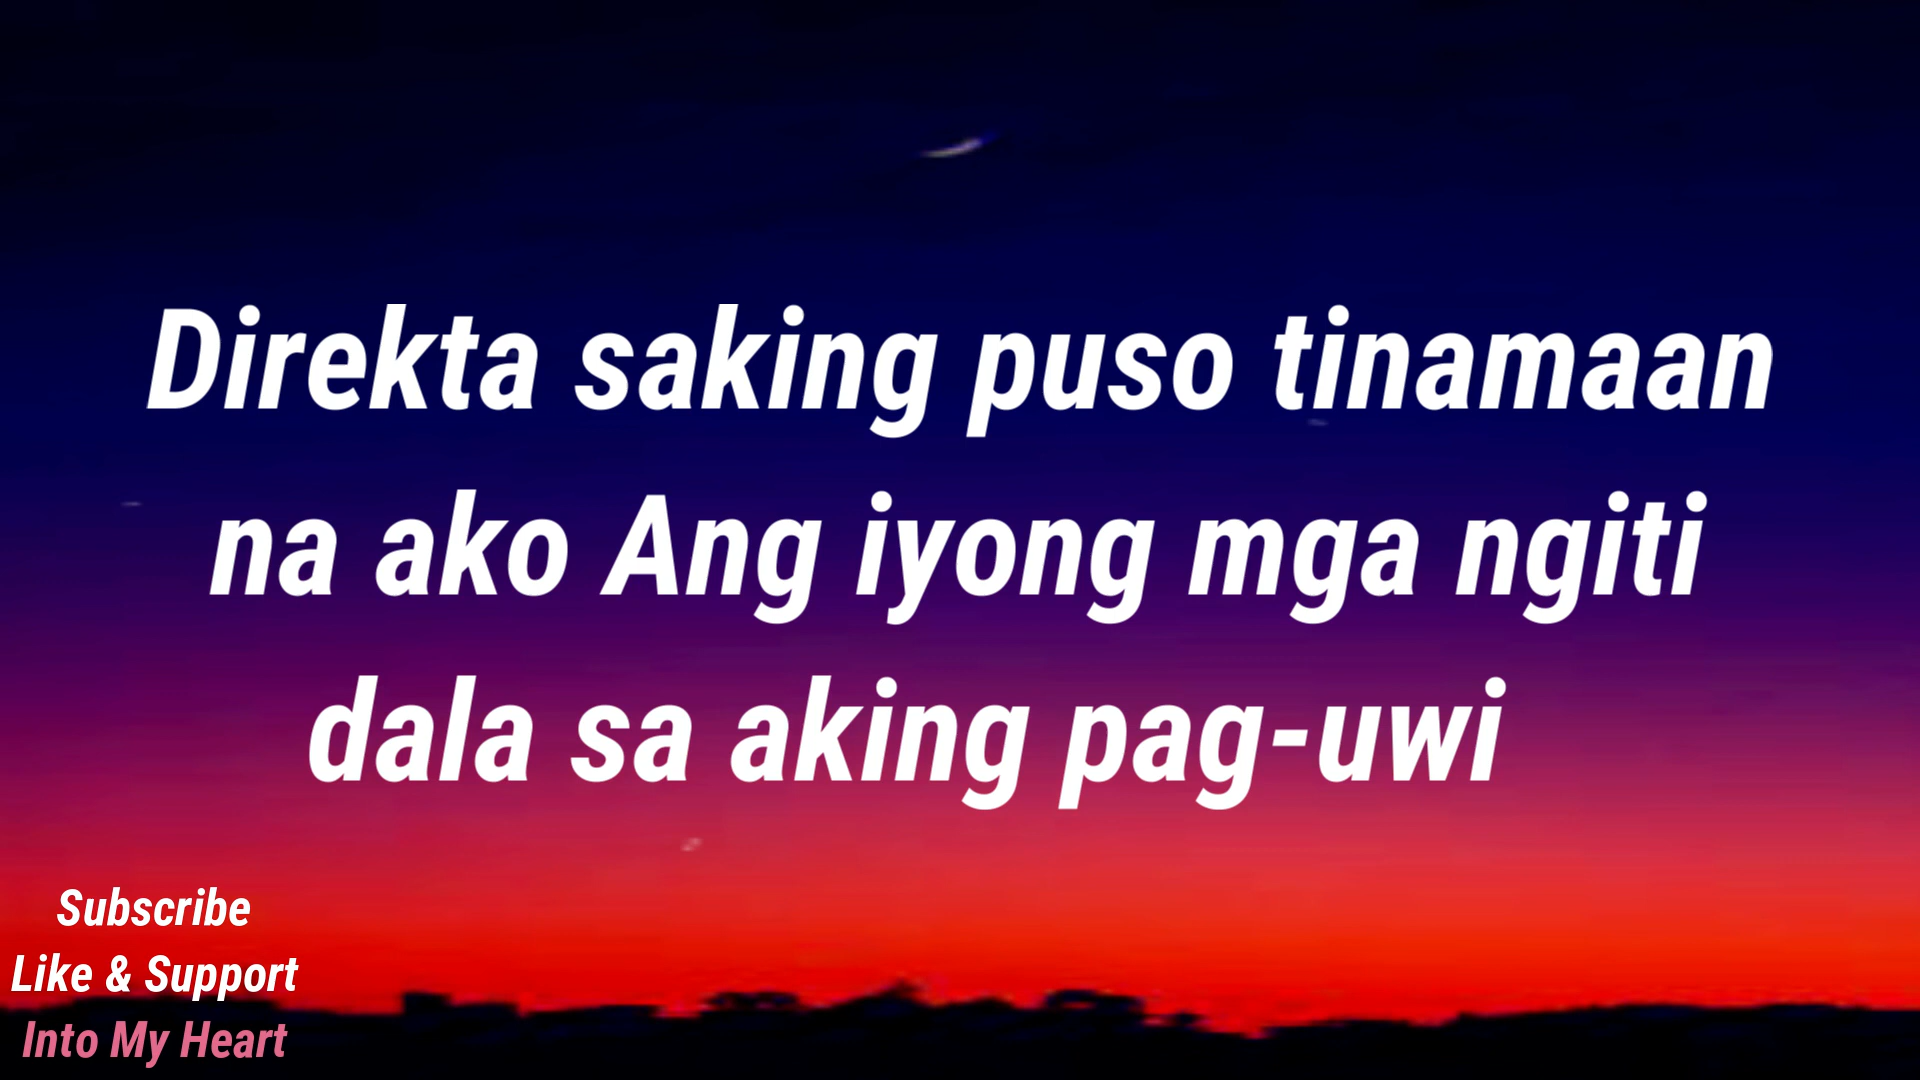 Direkta saking puso tinamaan
na ako Ang iyong mga ngiti
dala sa aking pag-uwi
Subscribe
Like & Support
Into My Heart